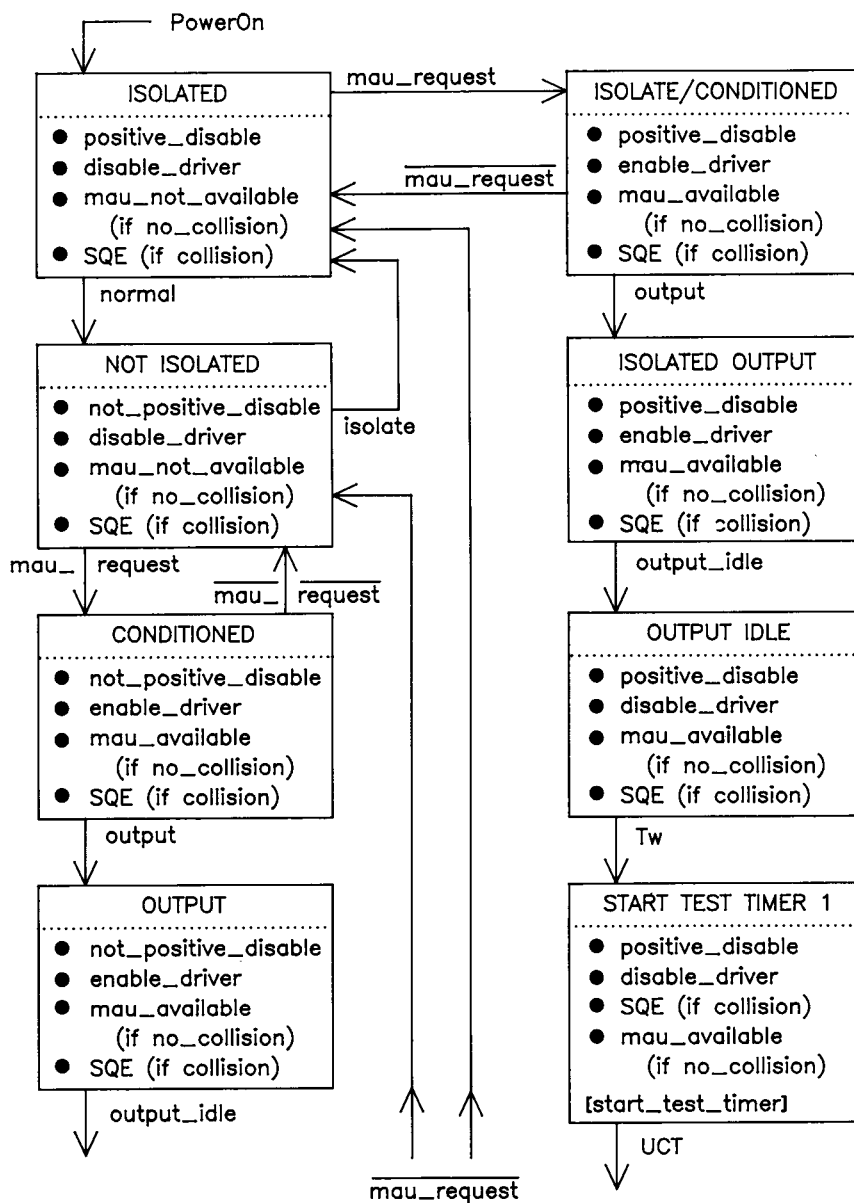 PowerOn
ISOLATED
● positive_disable
● disable_driver
● mau_not_available
(if no_collision)
● SQE (if collision)
mau_request
mau_request
ISOLATE/CONDITIONED
● positive_disable
● enable_driver
● mau_available
(if no_collision)
● SQE (if collision)
normal
output
NOT ISOLATED
● not_positive_disable
● disable_driver
● mau_not_available
(if no_collision)
● SQE (if collision)
isolate
ISOLATED OUTPUT
● positive_disable
● enable_driver
● mau_available
(if no_collision)
● SQE (if collision)
mau_ request
mau_ request
output_idle
CONDITIONED
● not_positive_disable
● enable_driver
● mau_available
(if no_collision)
● SQE (if collision)
OUTPUT IDLE
● positive_disable
● disable_driver
● mau_available
(if no_collision)
● SQE (if collision)
output
Tw
OUTPUT
● not_positive_disable
● enable_driver
● mau_available
(if no_collision)
● SQE (if collision)
START TEST TIMER 1
● positive_disable
● disable_driver
● SQE (if collision)
● mau_available
(if no_collision)
[start_test_timer]
output_idle
UCT
mau_request